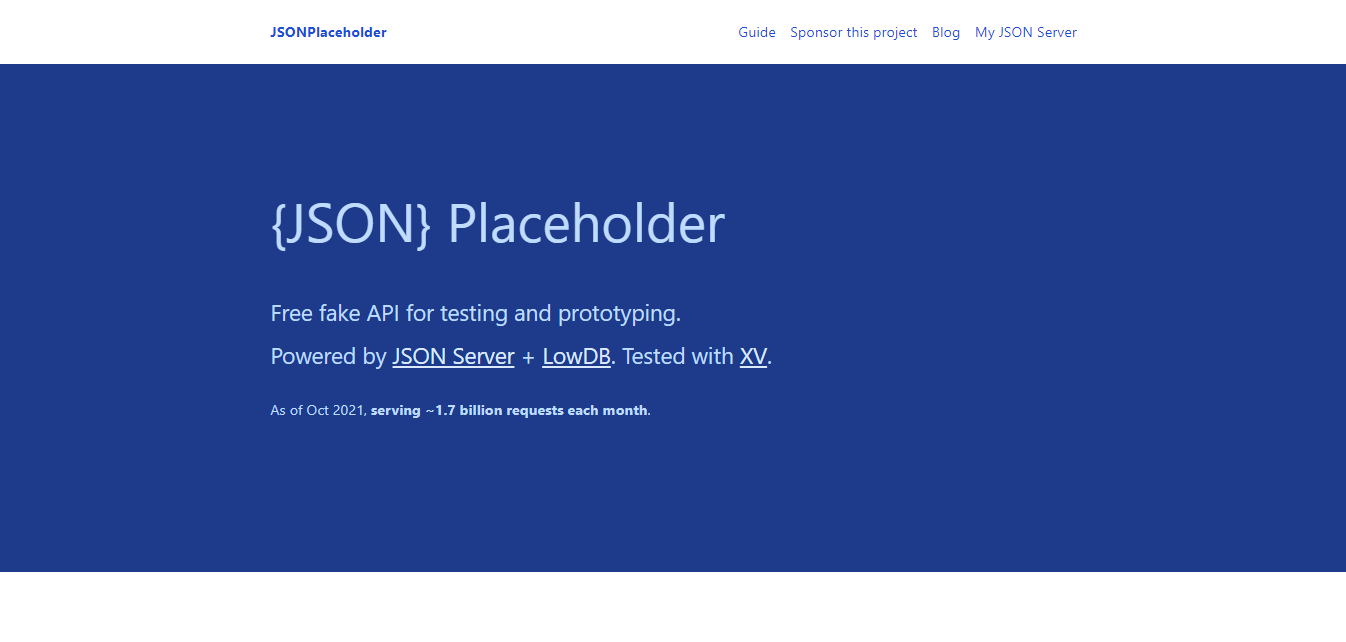 JSONPlaceholder
Guide Sponsor this project Blog My JSON Server
{JSON} Placeholder
Free fake API for testing and prototyping.
Powered by JSON Server + LowDB. Tested with XV.
As of Oct 2021, serving ~1.7 billion requests each month.